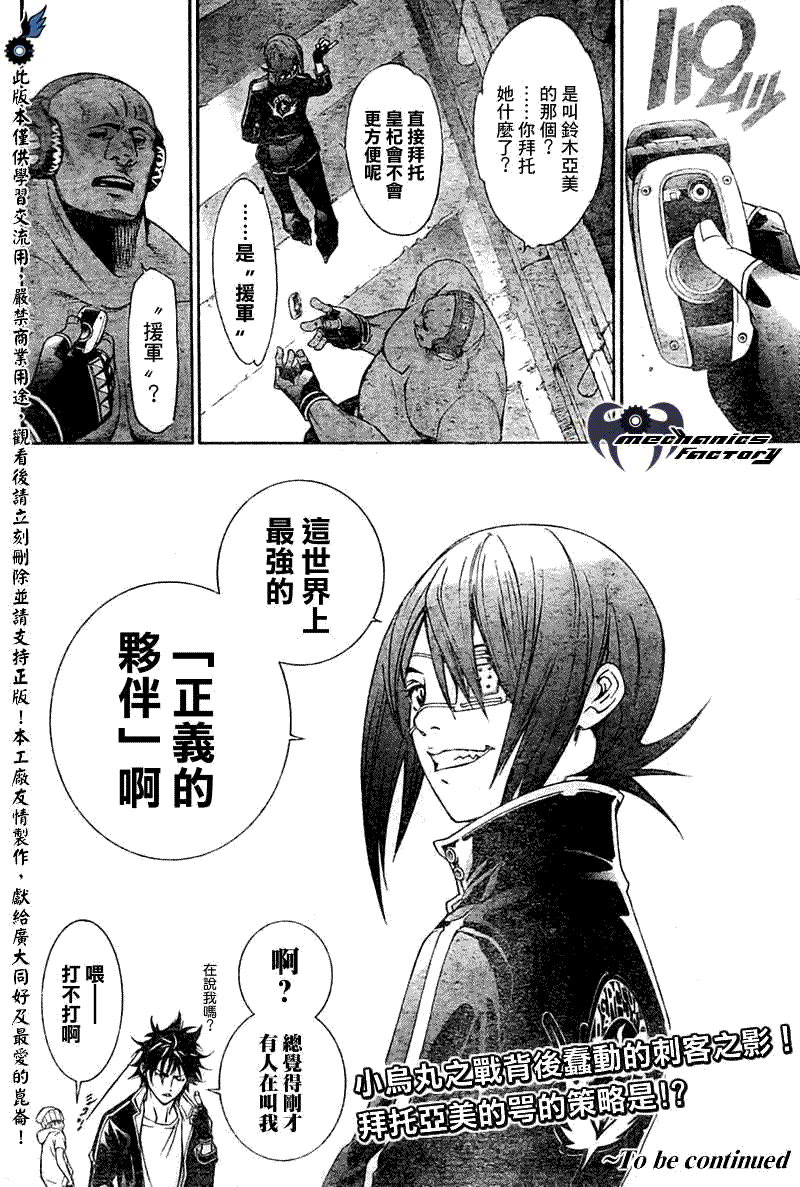 是叫鈴木亞美
的那個？
……你拜托
她什麼了？
直接拜托
皇杞會不會
更方便呢
……是〝援軍〞
〝援軍〞？
mechanics
factory
這世界上
最強的
「正義的
夥伴」啊
啊？
總覺得剛才
有人在叫我
在說我嗎？
喂——
打不打啊
小烏丸之戰背後蠢動的刺客之影！
拜托亞美的咢的策略是!?
~To be continued
此版本僅供學習交流用，嚴禁商業用途，觀看後請立刻刪除並請支持正版！本工廠友情製作，獻給廣大同好及最愛的崑崙！